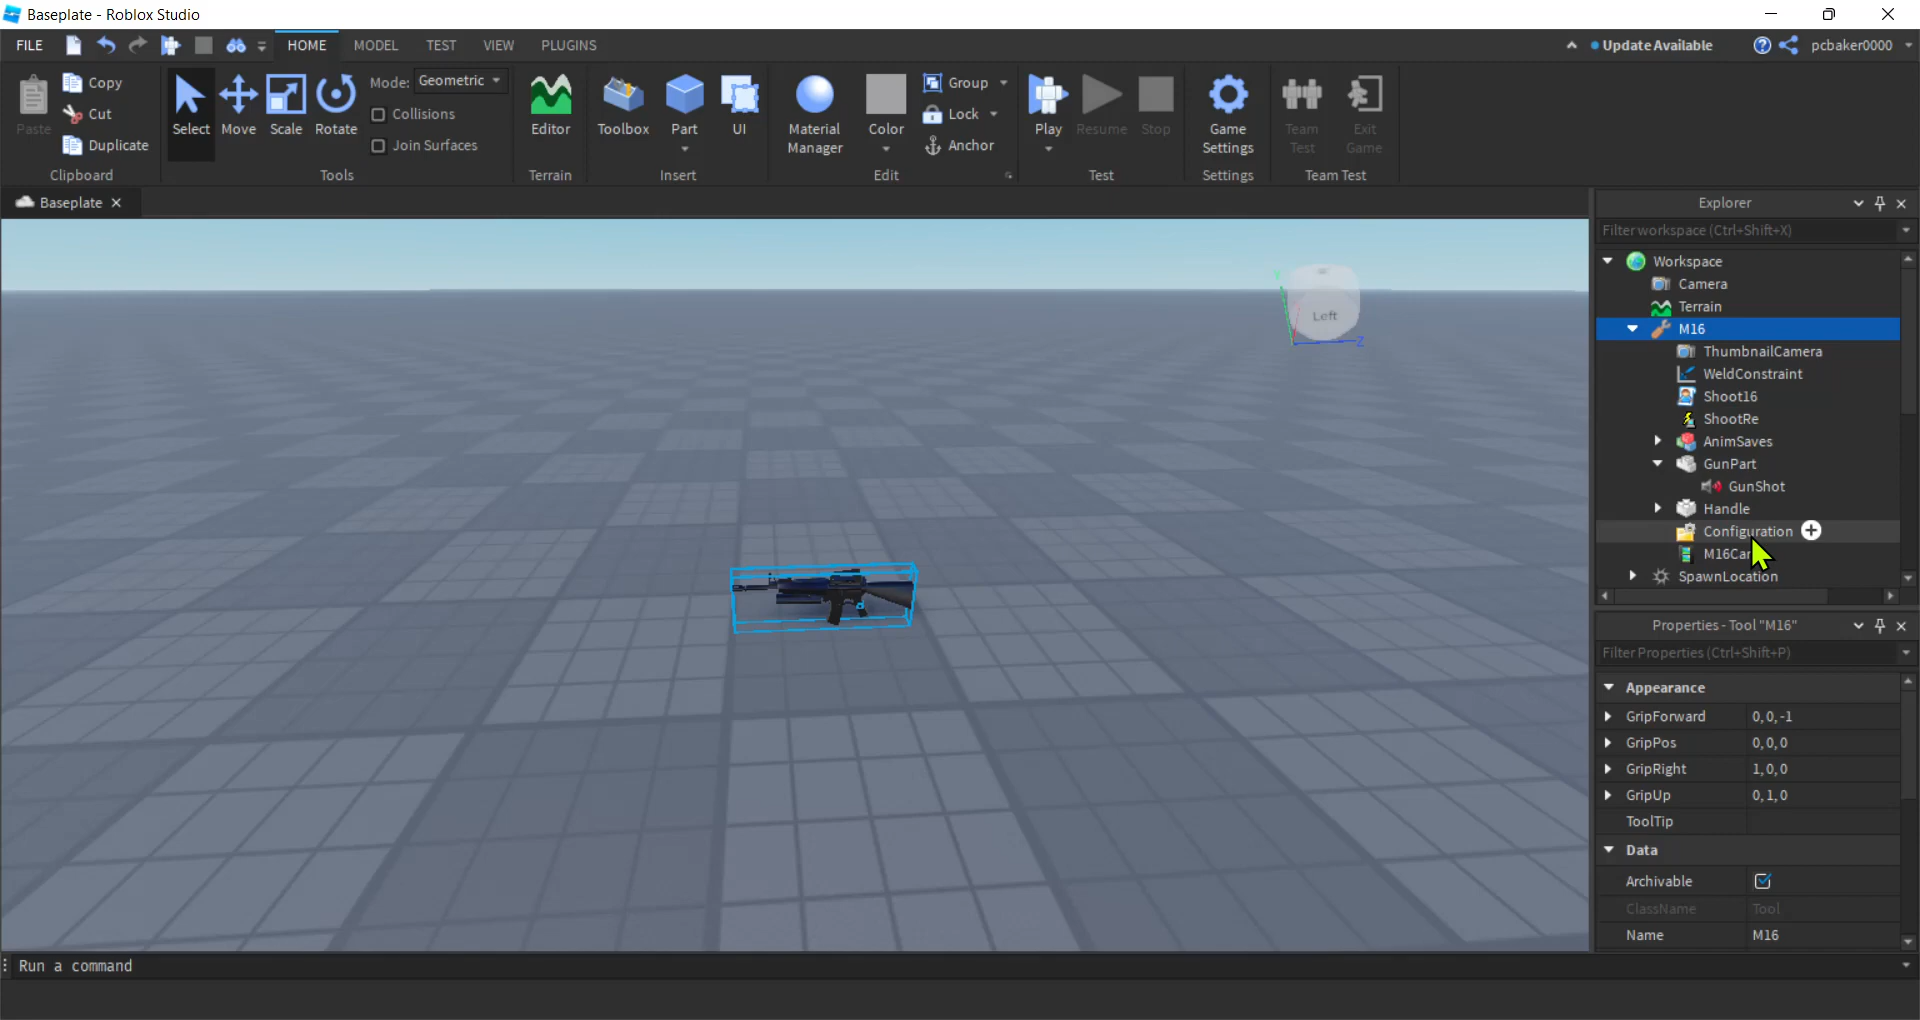 Baseplate - Roblox Studio
FILE HOME MODEL TEST VIEW PLUGINS Update Available pcbaker0000
Paste Copy Cut Duplicate
Clipboard
Select Move Scale Rotate
Mode: Geometric
Collisions
Join Surfaces
Tools
Editor
Terrain
Toolbox Part UI
Insert
Material Manager
Color
Group
Lock
Anchor
Edit
Play Resume Stop
Test
Game Settings
Settings
Team Test
Exit Game
Team Test
Baseplate
Left
Y
Z
Explorer
Filter workspace (Ctrl+Shift+X)
Workspace
Camera
Terrain
M16
ThumbnailCamera
WeldConstraint
Shoot16
ShootRe
AnimSaves
GunPart
GunShot
Handle
Configuration
SpawnLocation
Properties - Tool "M16"
Filter Properties (Ctrl+Shift+P)
Appearance
GripForward 0, 0, -1
GripPos 0, 0, 0
GripRight 1, 0, 0
GripUp 0, 1, 0
ToolTip
Data
Archivable
ClassName Tool
Name M16
Run a command